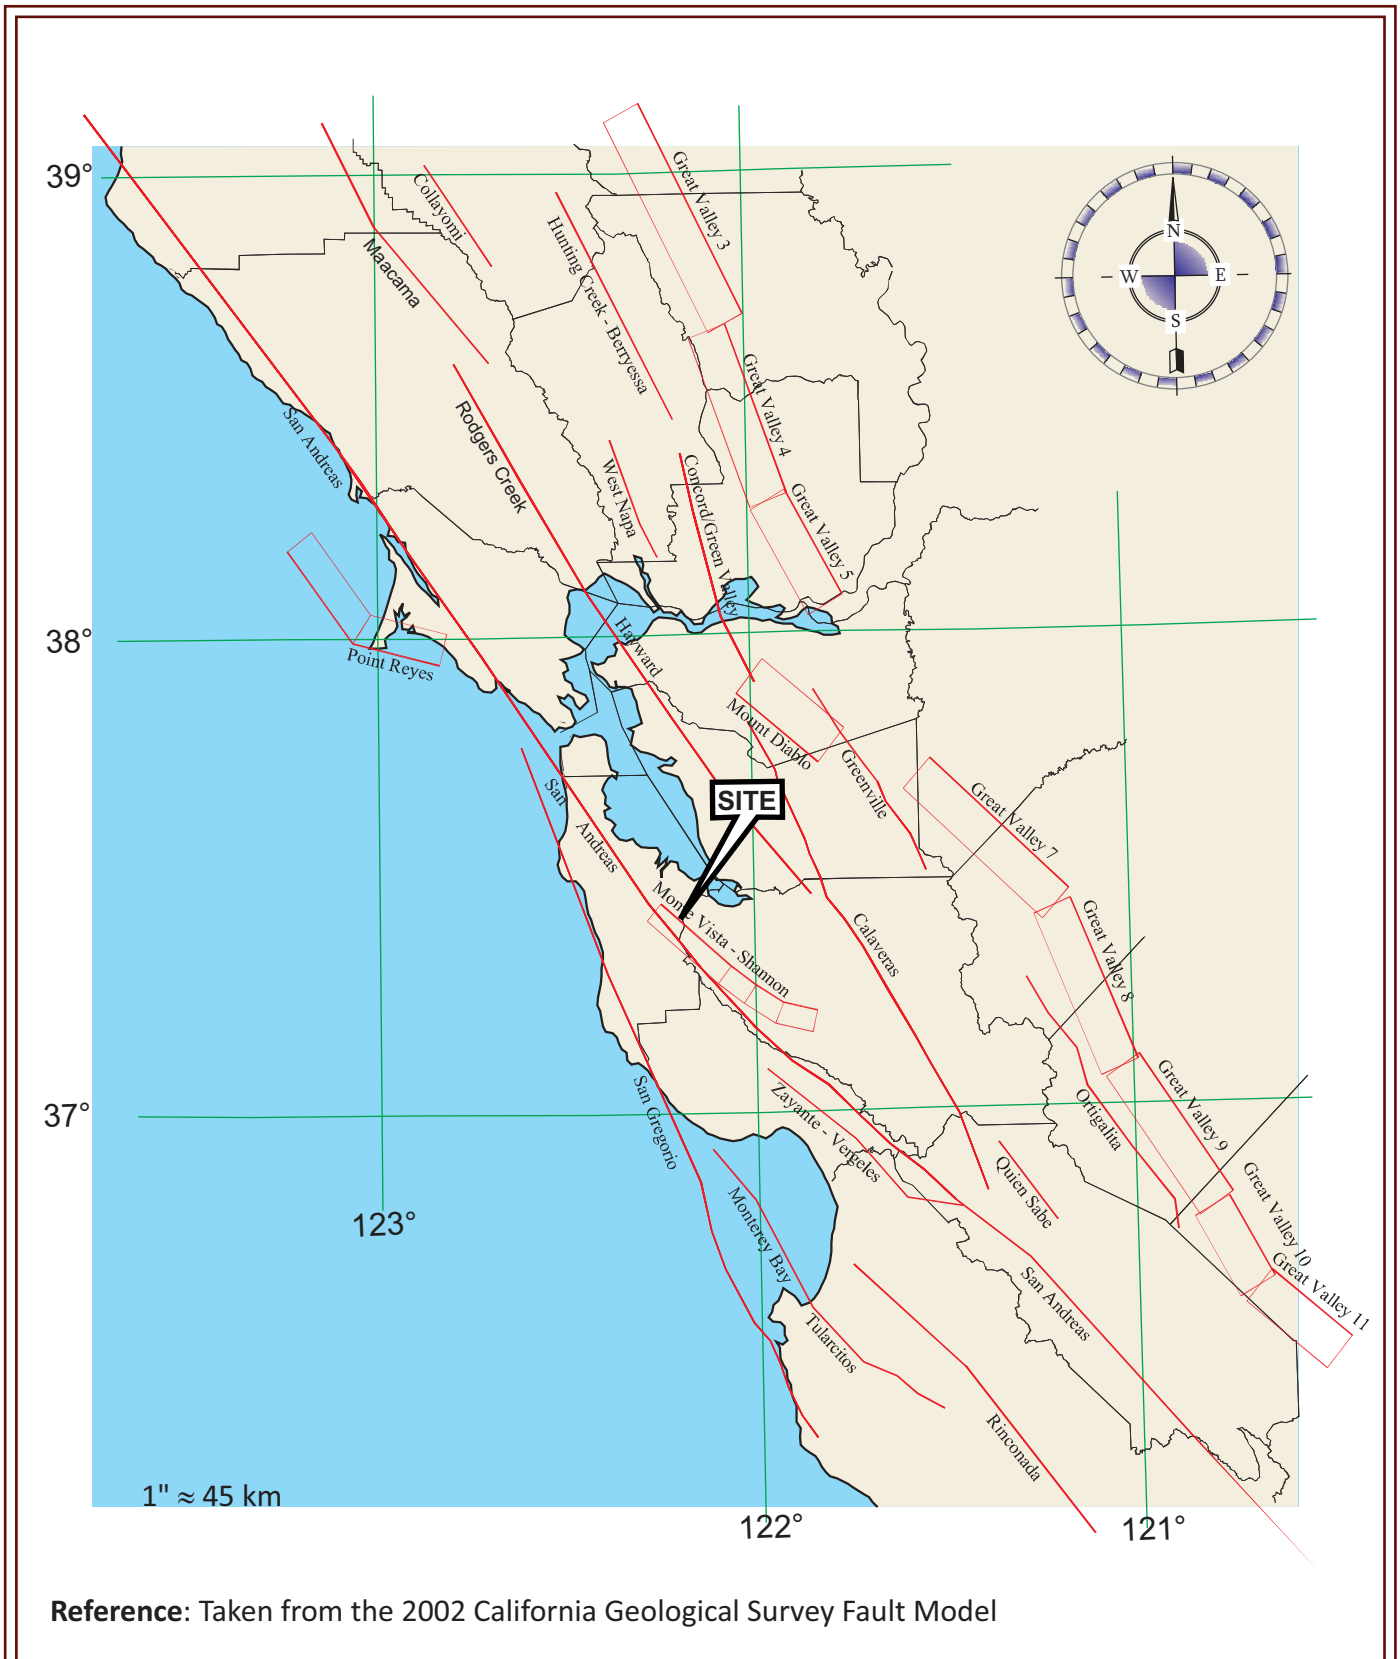 39°
Collayomi
Great Valley 3
N
W
E
S
Maacama
Hunting Creek - Berryessa
San Andreas
Rodgers Creek
Great Valley 4
West Napa
Concord/Green Valley
Great Valley 5
38°
Point Reyes
Hayward
Mount Diablo
Greenville
San Andreas
SITE
Great Valley 7
Monte Vista - Shannon
Calaveras
Great Valley 8
37°
San Gregorio
Zayante - Vergeles
Ortigalita
Great Valley 9
Quien Sabe
Great Valley 10
123°
Monterey Bay
San Andreas
Great Valley 11
Tularcitos
Rinconada
1" ≈ 45 km
122°
121°
Reference: Taken from the 2002 California Geological Survey Fault Model